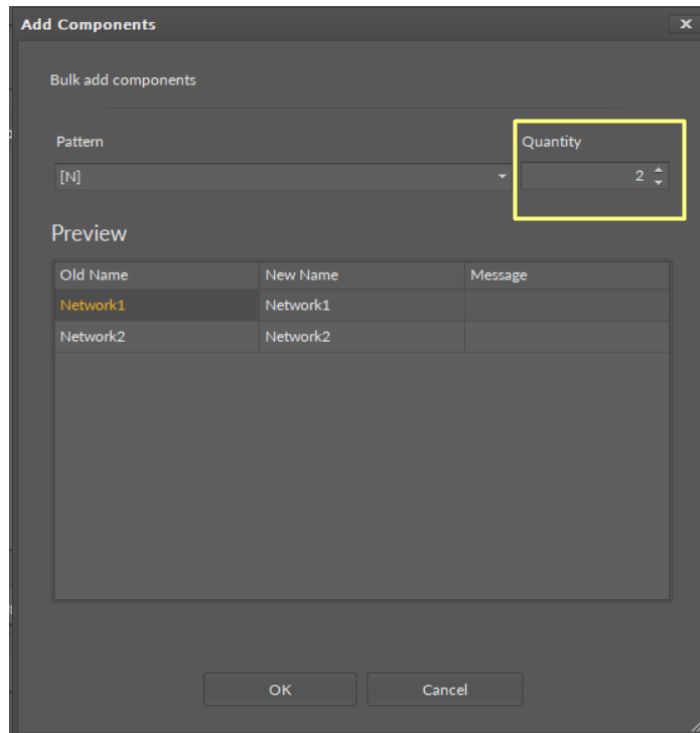 Add Components
Bulk add components
Pattern Quantity
[N] 2
Preview
Old Name New Name Message
Network1 Network1
Network2 Network2
OK Cancel